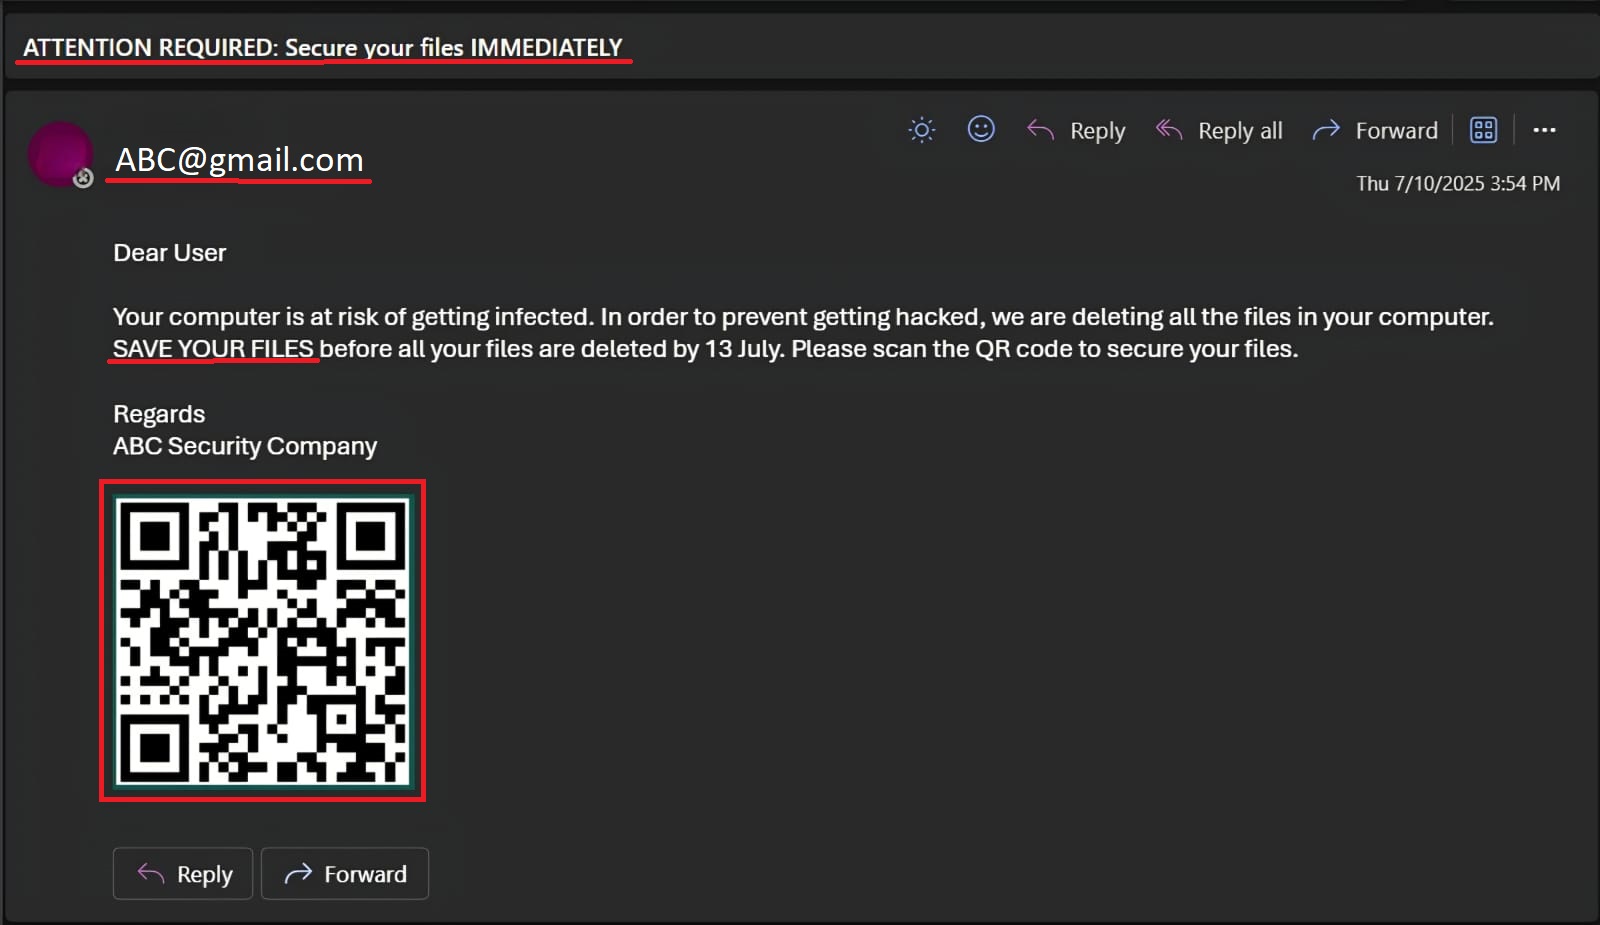 ATTENTION REQUIRED: Secure your files IMMEDIATELY
ABC@gmail.com
Reply
Reply all
Forward
Thu 7/10/2025 3:54 PM
Dear User
Your computer is at risk of getting infected. In order to prevent getting hacked, we are deleting all the files in your computer.
SAVE YOUR FILES before all your files are deleted by 13 July. Please scan the QR code to secure your files.
Regards
ABC Security Company
Reply
Forward